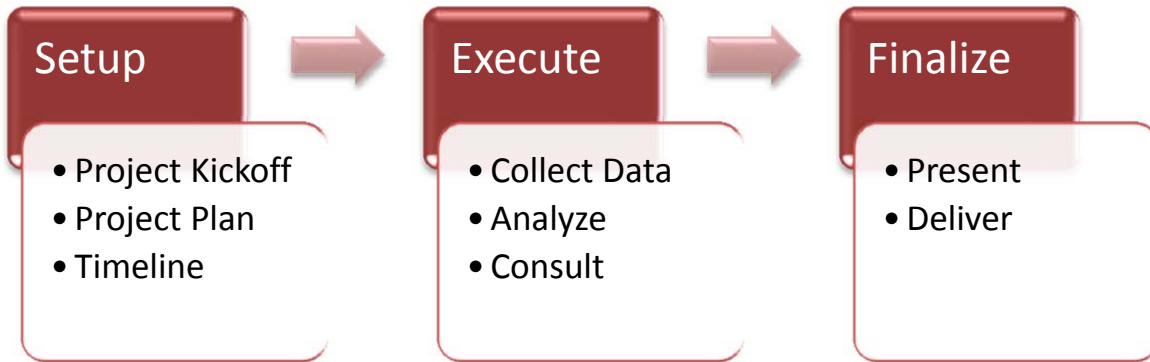 Setup
• Project Kickoff
• Project Plan
• Timeline
Execute
• Collect Data
• Analyze
• Consult
Finalize
• Present
• Deliver